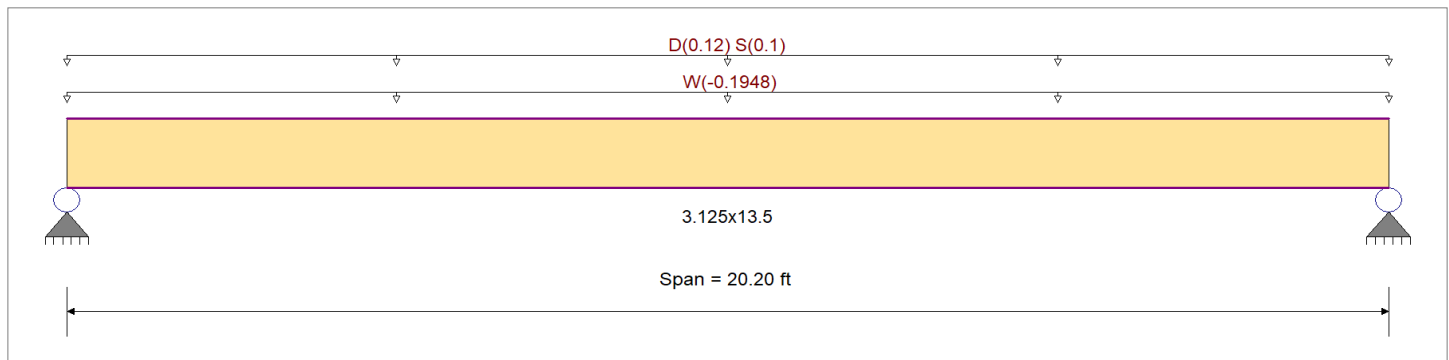 D(0.12) S(0.1)
W(-0.1948)
3.125x13.5
Span = 20.20 ft